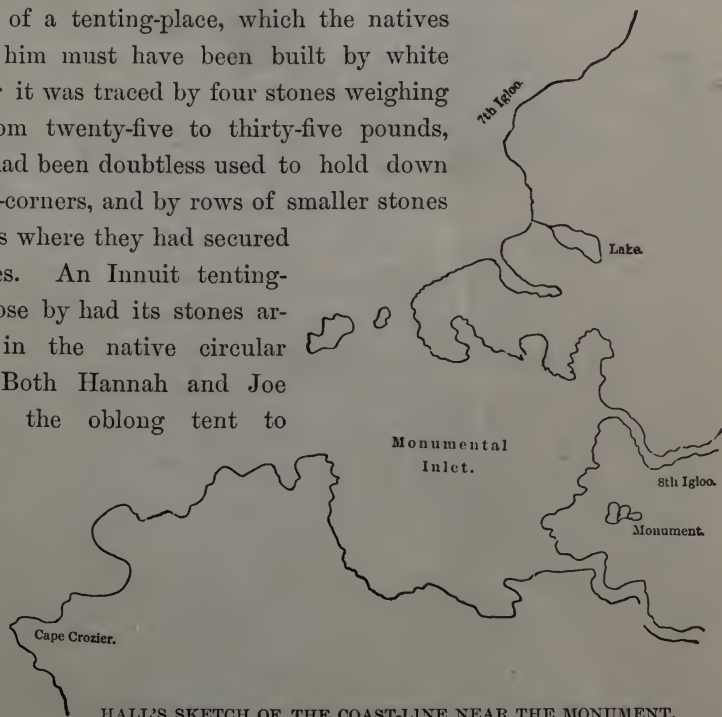 of a tenting-place, which the natives
him must have been built by white
it was traced by four stones weighing
om twenty-five to thirty-five pounds,
ad been doubtless used to hold down
-corners, and by rows of smaller stones
s where they had secured
es. An Innuit tenting-
ose by had its stones ar-
in the native circular
Both Hannah and Joe
the oblong tent to
7th Igloo.
Lake.
Monumental
Inlet.
8th Igloo.
Monument.
Cape Crozier.
HALL'S SKETCH OF THE COAST-LINE NEAR THE MONUMENT.